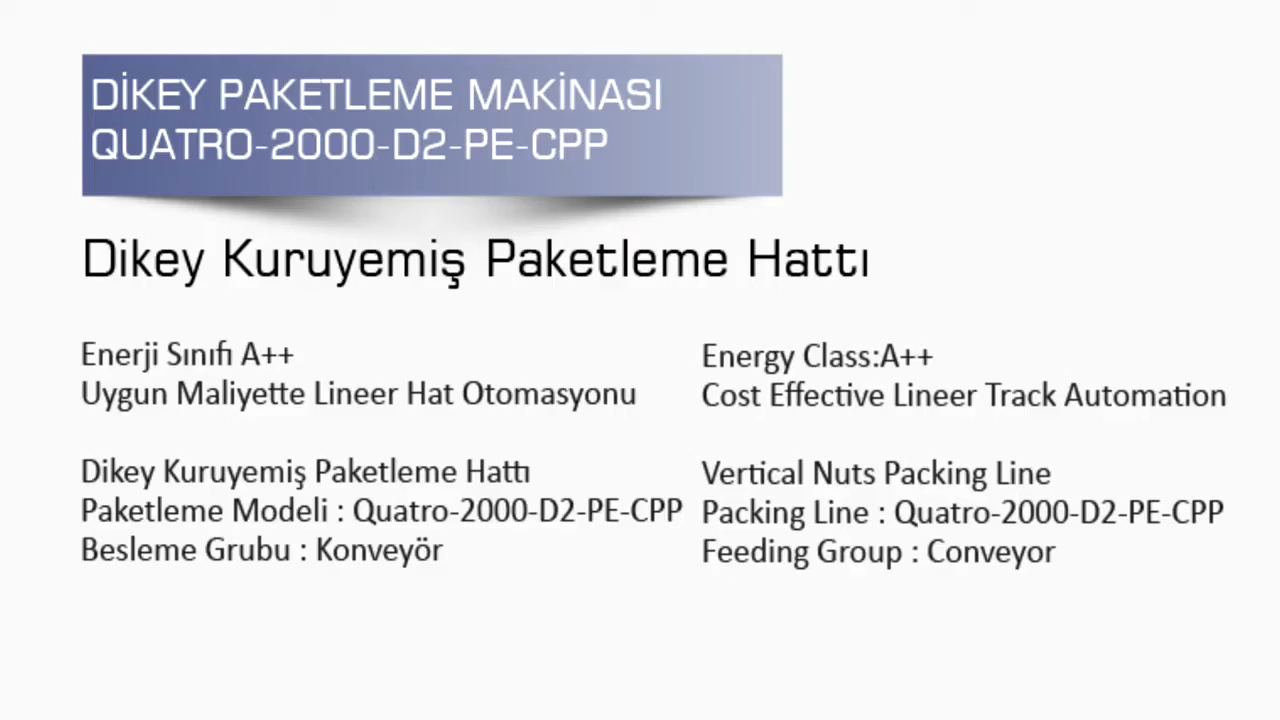 DİKEY PAKETLEME MAKİNASI
QUATRO-2000-D2-PE-CPP
Dikey Kuruyemiş Paketleme Hattı
Enerji Sınıfı A++
Uygun Maliyette Lineer Hat Otomasyonu
Dikey Kuruyemiş Paketleme Hattı
Paketleme Modeli : Quatro-2000-D2-PE-CPP
Besleme Grubu : Konveyör
Energy Class:A++
Cost Effective Lineer Track Automation
Vertical Nuts Packing Line
Packing Line : Quatro-2000-D2-PE-CPP
Feeding Group : Conveyor